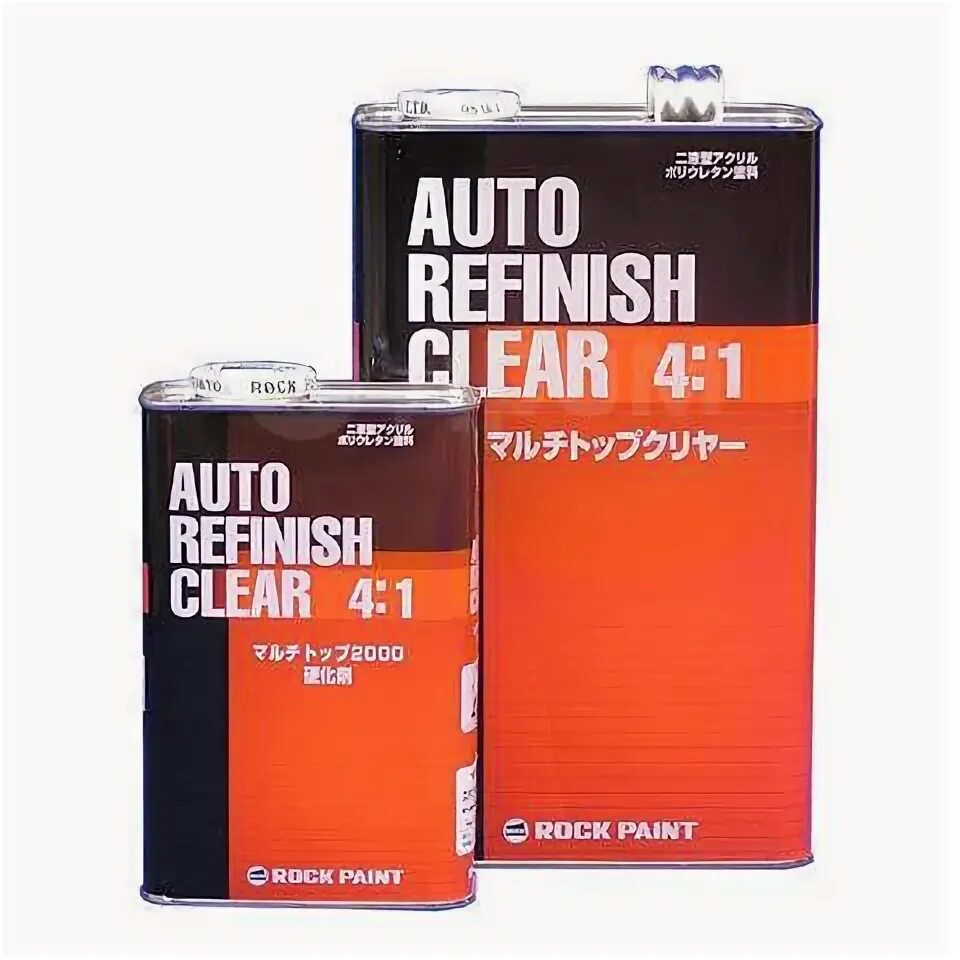 二液型アクリル
ポリウレタン塗料
AUTO
REFINISH
CLEAR 4:1
マルチトップクリヤー
ROCK PAINT
ROCK
二液型アクリル
ポリウレタン塗料
AUTO
REFINISH
CLEAR 4:1
マルチトップ2000
硬化剤
ROCK PAINT